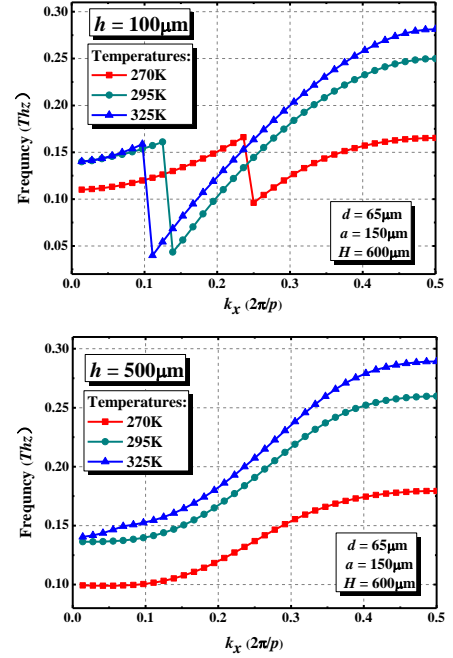 h = 100μm
Temperatures:
270K
295K
325K
0.30
0.25
0.20
0.15
0.10
0.05
Frequncy (Thz)
d = 65μm
a = 150μm
H = 600μm
0.0 0.1 0.2 0.3 0.4 0.5
kx (2π/p)
h = 500μm
Temperatures:
270K
295K
325K
0.30
0.25
0.20
0.15
0.10
Frequncy (Thz)
d = 65μm
a = 150μm
H = 600μm
0.0 0.1 0.2 0.3 0.4 0.5
kx (2π/p)